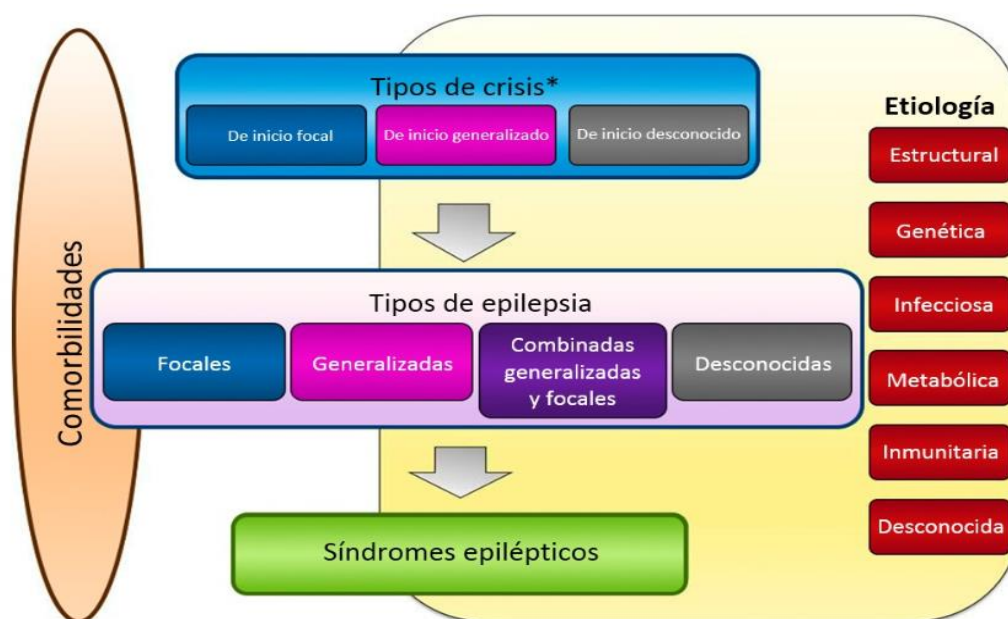 Tipos de crisis*
De inicio focal
De inicio generalizado
De inicio desconocido
Etiología
Estructural
Genética
Infecciosa
Metabólica
Inmunitaria
Desconocida
Comorbilidades
Tipos de epilepsia
Focales
Generalizadas
Combinadas
generalizadas
y focales
Desconocidas
Síndromes epilépticos